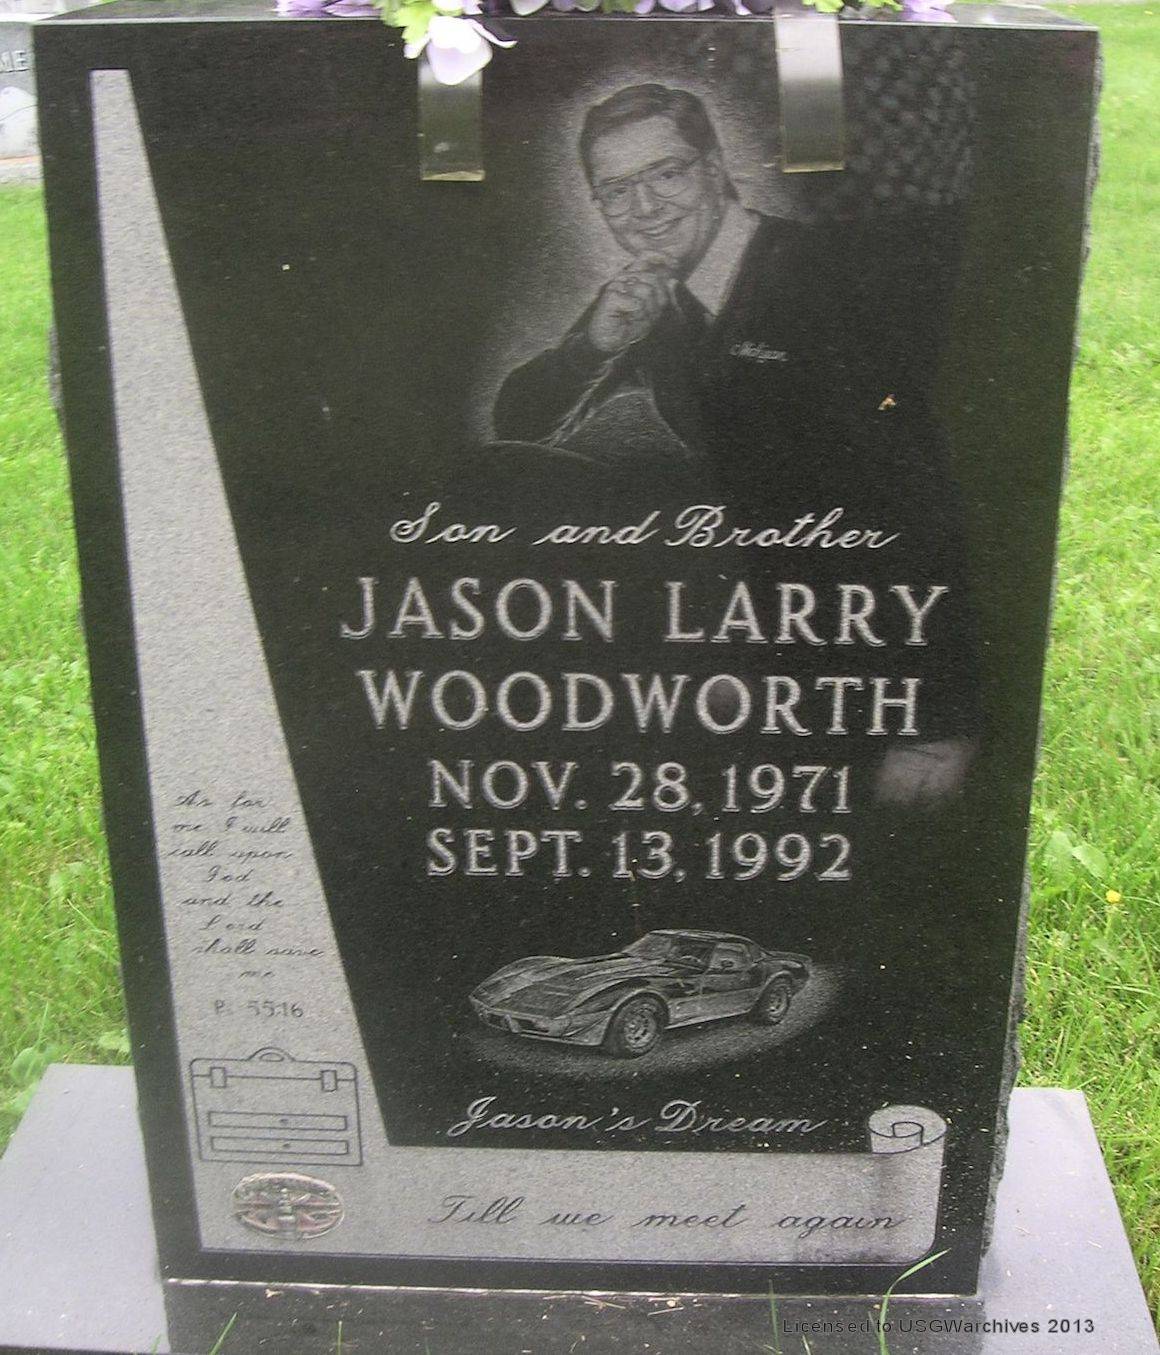 Son and Brother
JASON LARRY
WOODWORTH
NOV. 28, 1971
SEPT. 13, 1992
As for
me I will
call upon
God
and the
Lord
shall save
me
Ps 55:16
Jason's Dream
Till we meet again
Licensed to USGWarchives 2013